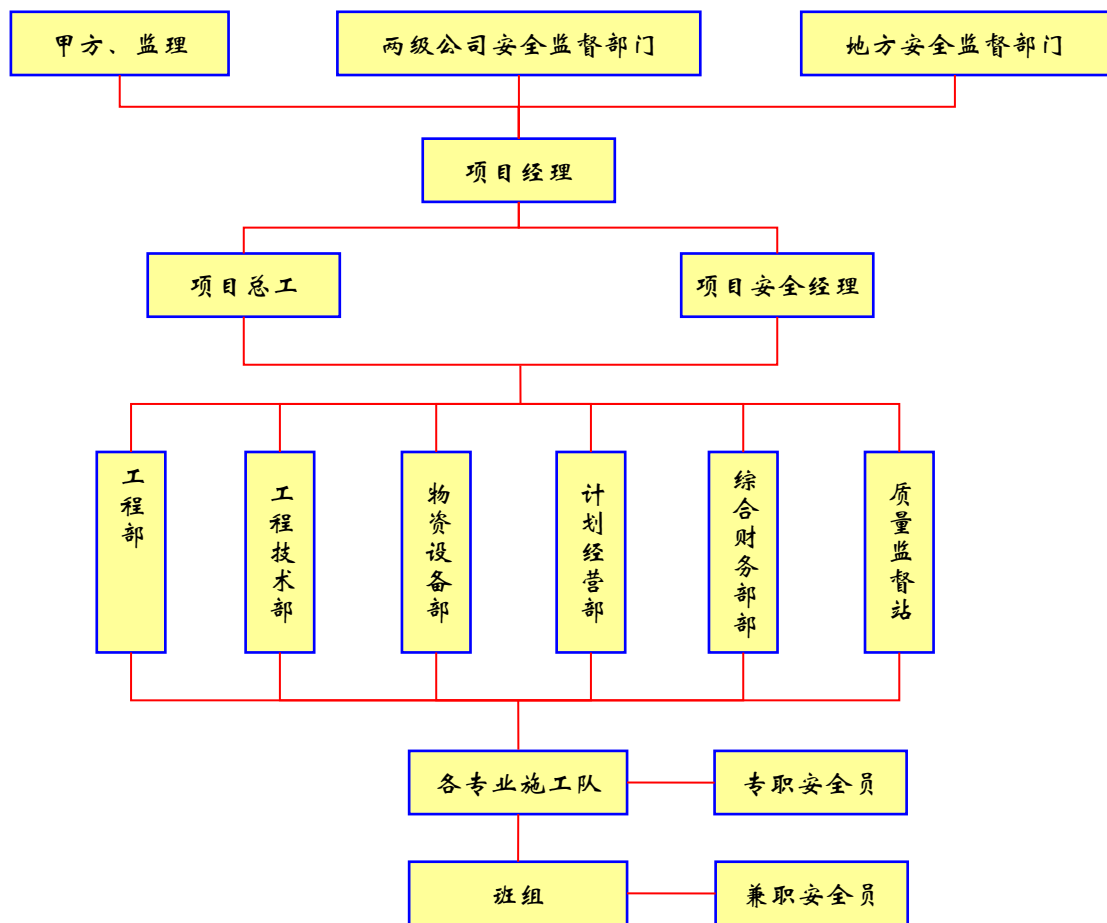 甲方、监理
两级公司安全监督部门
地方安全监督部门
项目经理
项目总工
项目安全经理
工程部
工程技术部
物资设备部
计划经营部
综合财务部部
质量监督站
各专业施工队
专职安全员
班组
兼职安全员